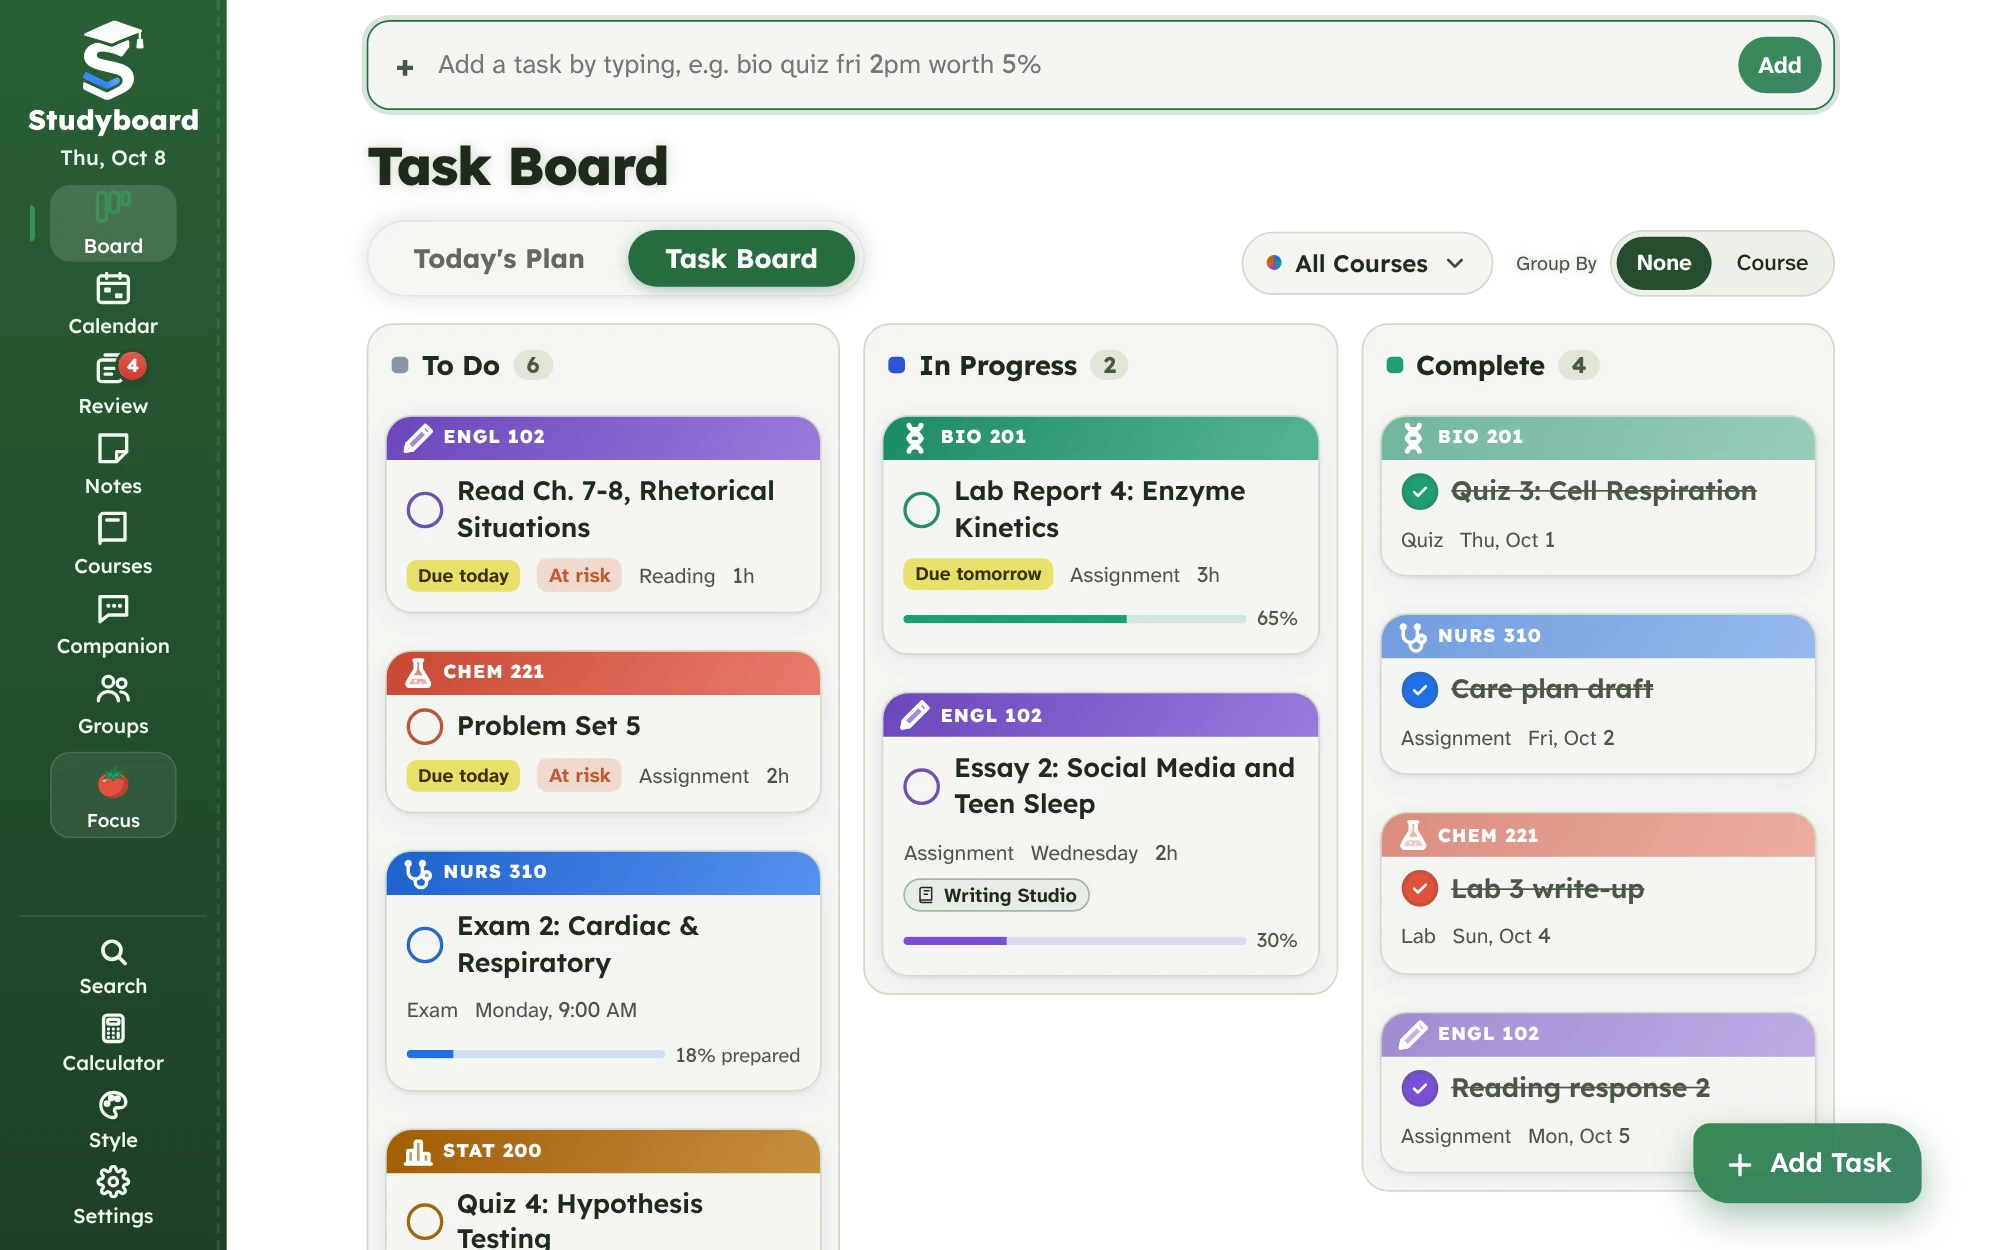 Studyboard
Thu, Oct 8
Board
Calendar
4
Review
Notes
Courses
Companion
Groups
Focus
Search
Calculator
Style
Settings
+ Add a task by typing, e.g. bio quiz fri 2pm worth 5%
Add
Task Board
Today's Plan
Task Board
All Courses
Group By
None
Course
To Do 6
ENGL 102
Read Ch. 7-8, Rhetorical
Situations
Due today At risk Reading 1h
CHEM 221
Problem Set 5
Due today At risk Assignment 2h
NURS 310
Exam 2: Cardiac &
Respiratory
Exam Monday, 9:00 AM
18% prepared
STAT 200
Quiz 4: Hypothesis
Testing
In Progress 2
BIO 201
Lab Report 4: Enzyme
Kinetics
Due tomorrow Assignment 3h
65%
ENGL 102
Essay 2: Social Media and
Teen Sleep
Assignment Wednesday 2h
Writing Studio
30%
Complete 4
BIO 201
Quiz 3: Cell Respiration
Quiz Thu, Oct 1
NURS 310
Care plan draft
Assignment Fri, Oct 2
CHEM 221
Lab 3 write-up
Lab Sun, Oct 4
ENGL 102
Reading response 2
Assignment Mon, Oct 5
+ Add Task